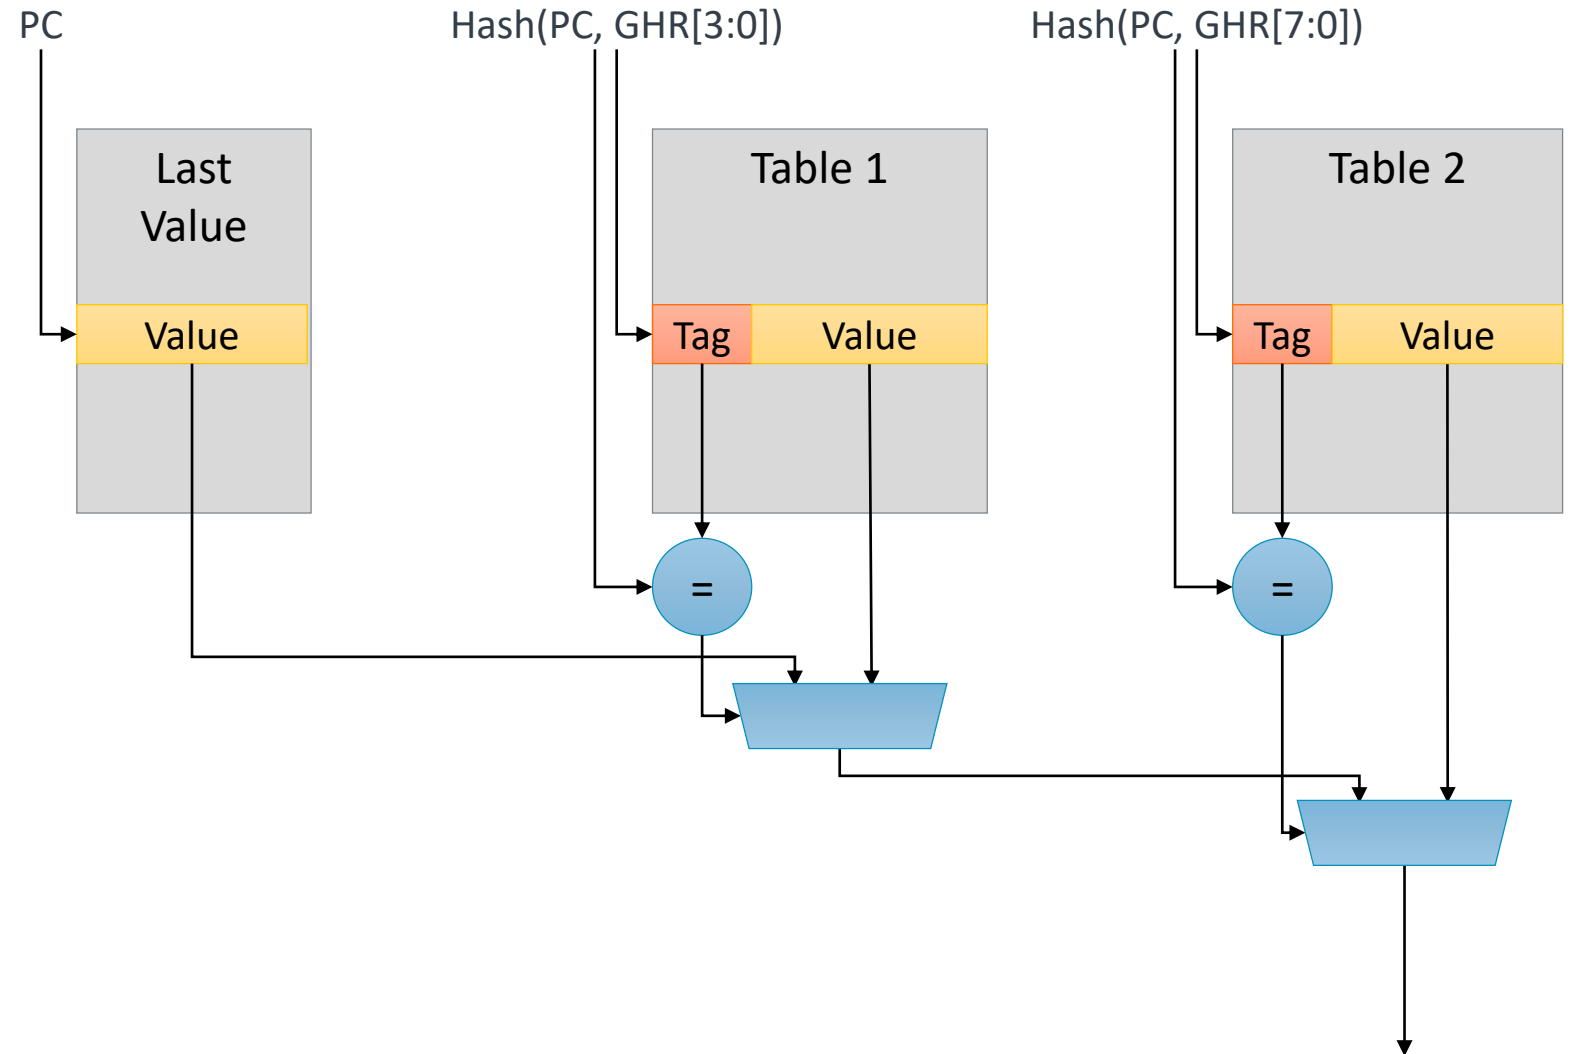 PC
Hash(PC, GHR[3:0])
Hash(PC, GHR[7:0])
Last
Value
Table 1
Table 2
Value
Tag
Value
Tag
Value
=
=